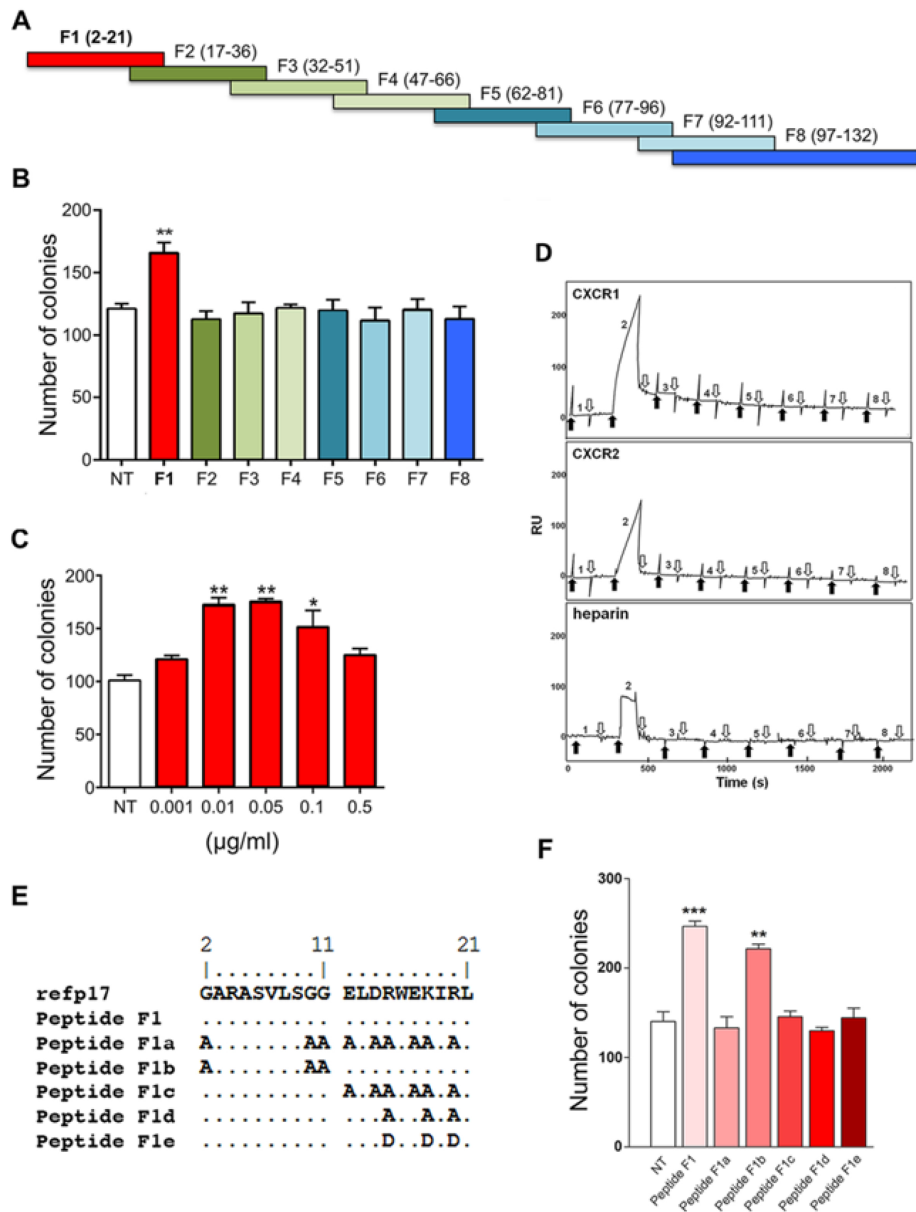 A
F1 (2-21)
F2 (17-36)
F3 (32-51)
F4 (47-66)
F5 (62-81)
F6 (77-96)
F7 (92-111)
F8 (97-132)
B
Number of colonies
200
150
100
50
0
**
NT F1 F2 F3 F4 F5 F6 F7 F8
C
Number of colonies
200
150
100
50
0
** ** *
NT 0.001 0.01 0.05 0.1 0.5
(µg/ml)
D
CXCR1
200
100
0
1 2 3 4 5 6 7 8
CXCR2
200
100
0
1 2 3 4 5 6 7 8
RU
heparin
200
100
0
1 2 3 4 5 6 7 8
0 500 1000 1500 2000
Time (s)
E
2 11 21
|........| .........|
refp17 GARASVLSGG ELDRWEKIRL
Peptide F1 .......... ..........
Peptide F1a A.......AA A.AA.AA.A.
Peptide F1b A.......AA ..........
Peptide F1c .......... A.AA.AA.A.
Peptide F1d .......... ...A..A.A.
Peptide F1e .......... ...D..D.D.
F
Number of colonies
300
200
100
0
*** **
NT
Peptide F1
Peptide F1a
Peptide F1b
Peptide F1c
Peptide F1d
Peptide F1e